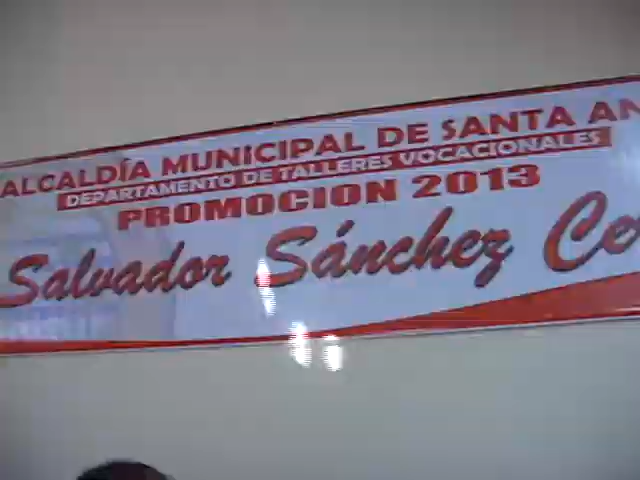 ALCALDÍA MUNICIPAL DE SANTA AN
DEPARTAMENTO DE TALLERES VOCACIONALES
PROMOCION 2013
Salvador Sánchez Ce